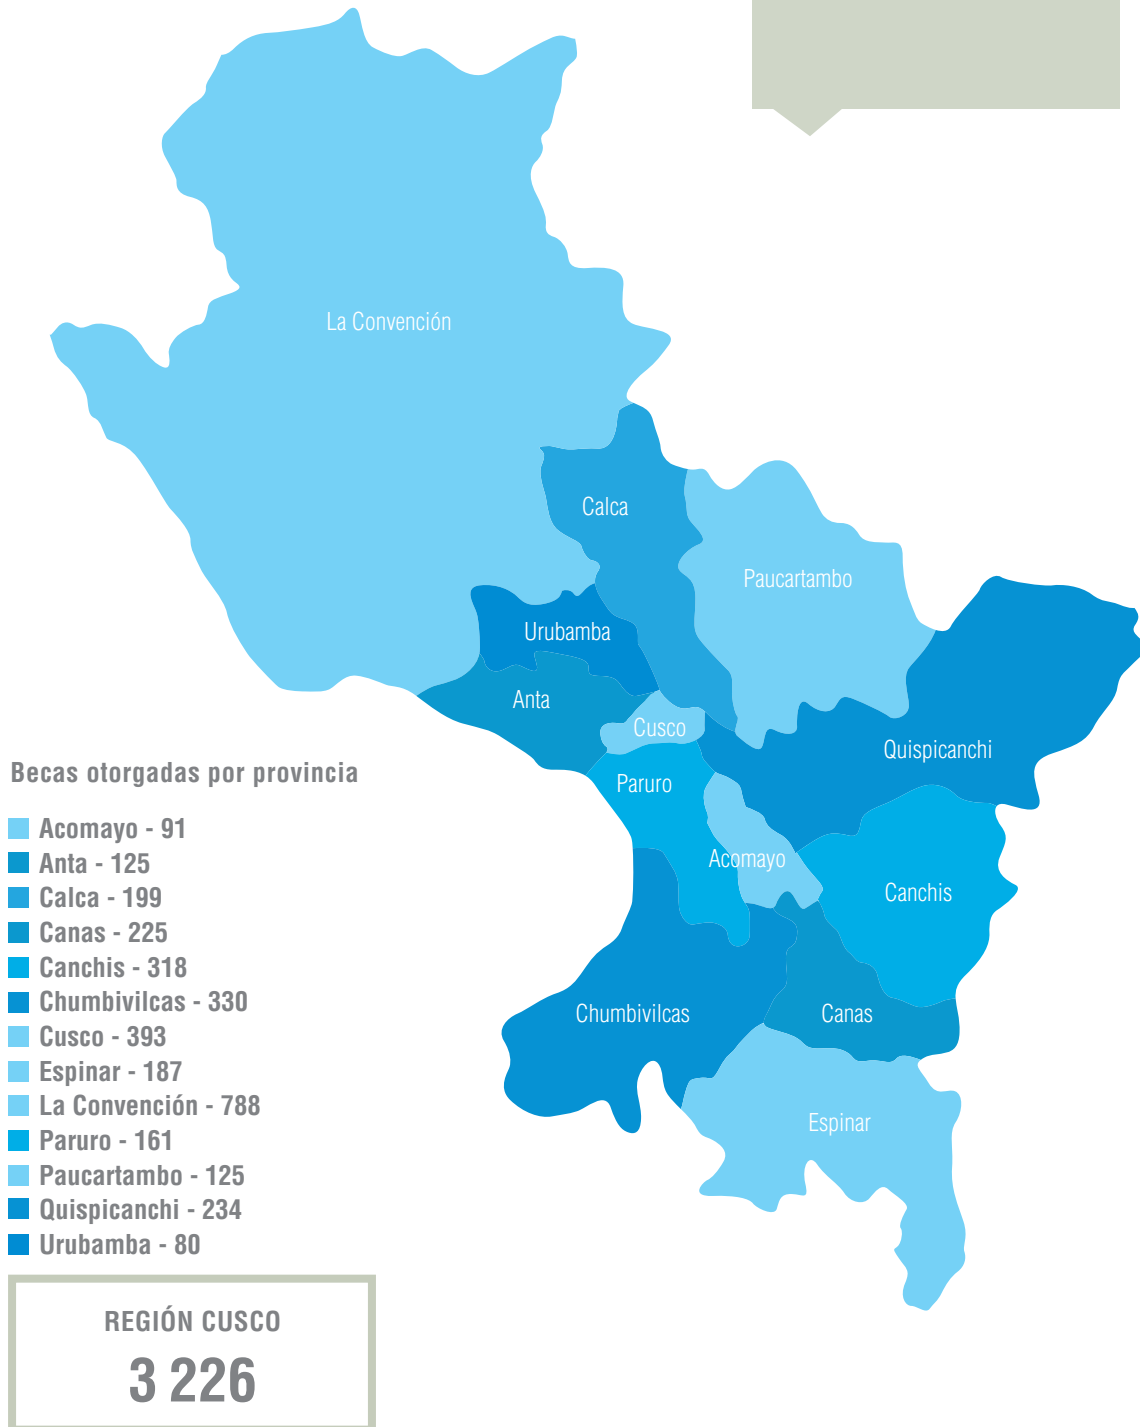 La Convención
Calca
Paucartambo
Urubamba
Anta
Cusco
Quispicanchi
Paruro
Acomayo
Canchis
Chumbivilcas
Canas
Espinar
Becas otorgadas por provincia
Acomayo - 91
Anta - 125
Calca - 199
Canas - 225
Canchis - 318
Chumbivilcas - 330
Cusco - 393
Espinar - 187
La Convención - 788
Paruro - 161
Paucartambo - 125
Quispicanchi - 234
Urubamba - 80
REGIÓN CUSCO
3 226